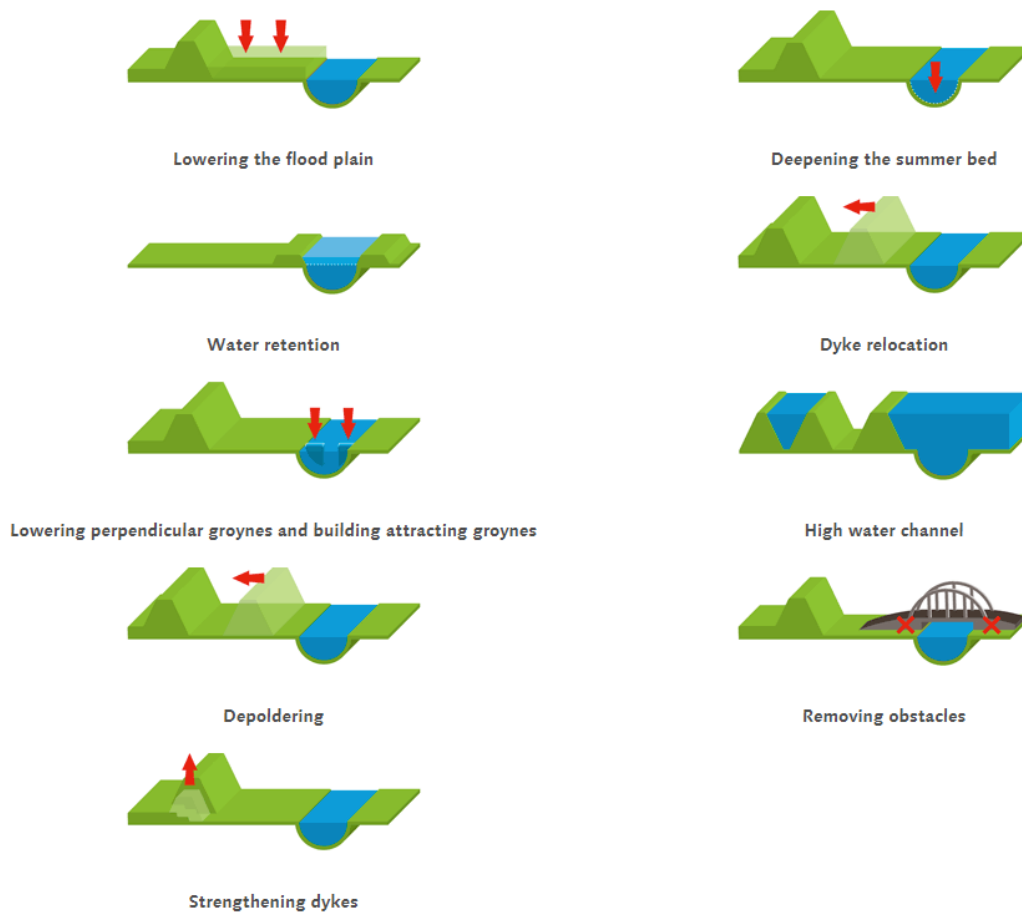 Lowering the flood plain
Deepening the summer bed
Water retention
Dyke relocation
Lowering perpendicular groynes and building attracting groynes
High water channel
Depoldering
Removing obstacles
Strengthening dykes